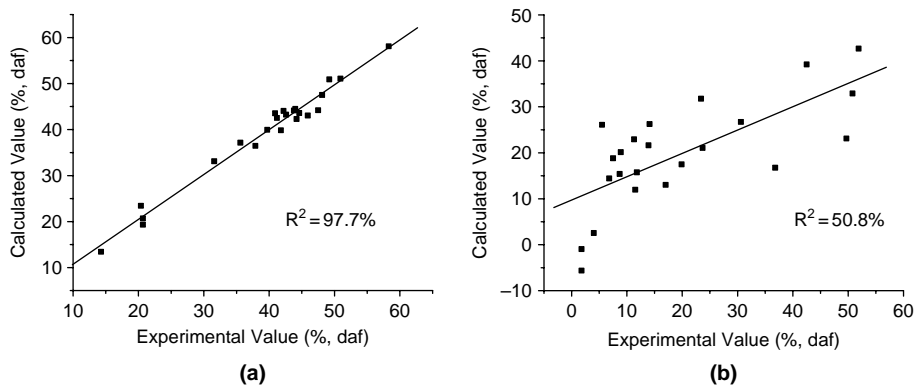 60
50
40
30
20
10
Calculated Value (%, daf)
R² = 97.7%
10 20 30 40 50 60
Experimental Value (%, daf)
(a)
50
40
30
20
10
0
–10
Calculated Value (%, daf)
R² = 50.8%
0 10 20 30 40 50 60
Experimental Value (%, daf)
(b)